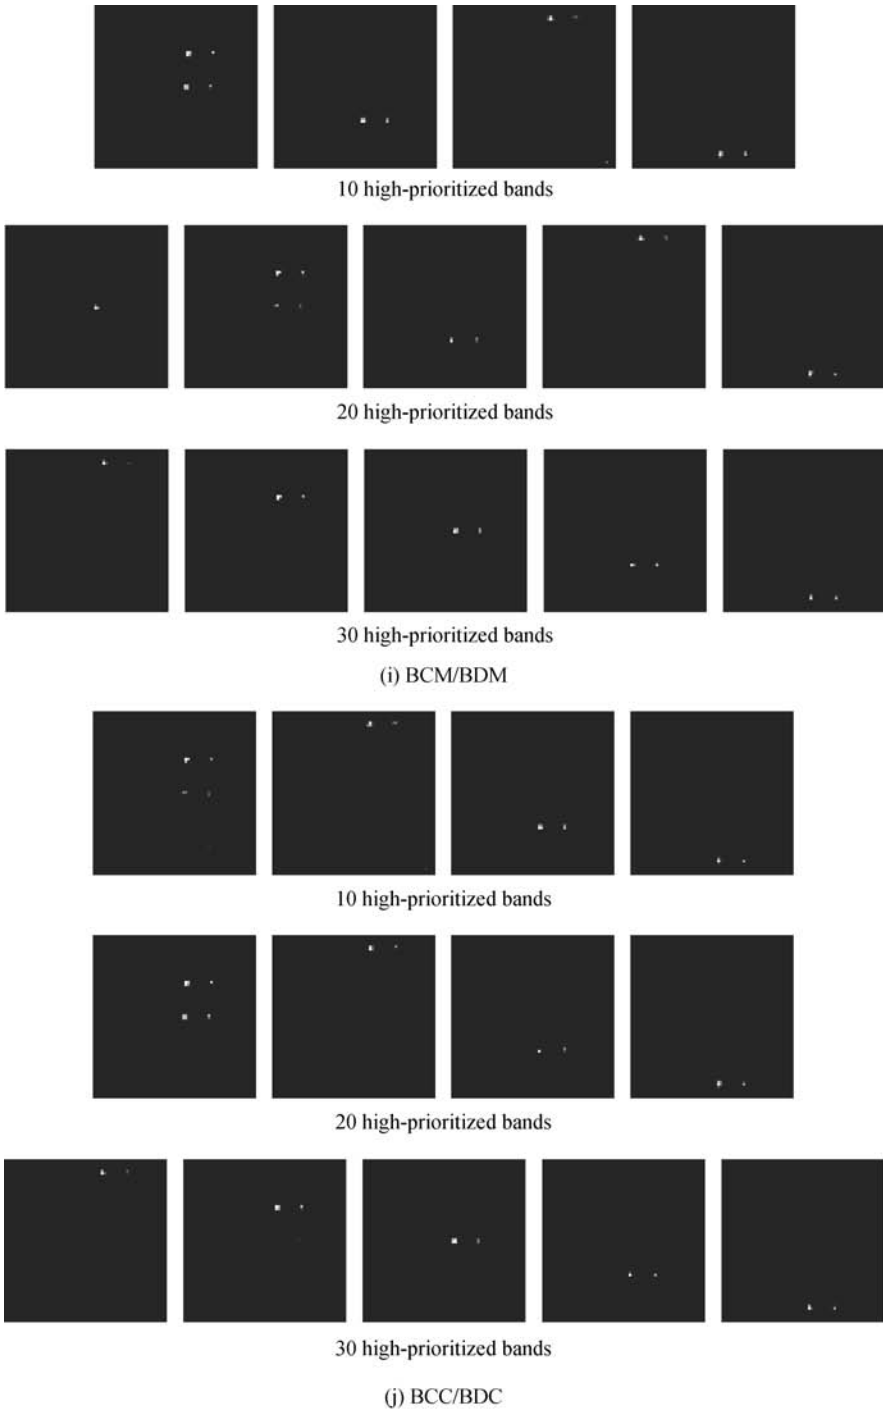 10 high-prioritized bands
20 high-prioritized bands
30 high-prioritized bands
(i) BCM/BDM
10 high-prioritized bands
20 high-prioritized bands
30 high-prioritized bands
(j) BCC/BDC